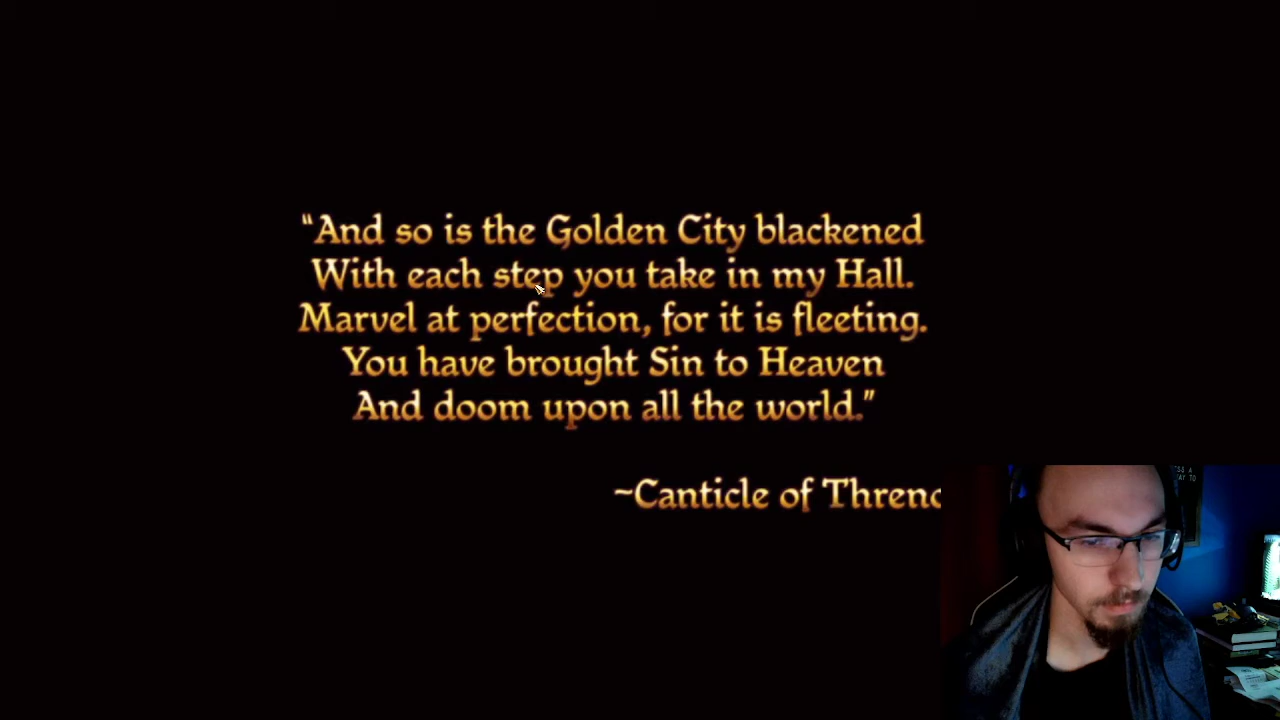 “And so is the Golden City blackened
With each step you take in my Hall.
Marvel at perfection, for it is fleeting.
You have brought Sin to Heaven
And doom upon all the world.”
~Canticle of